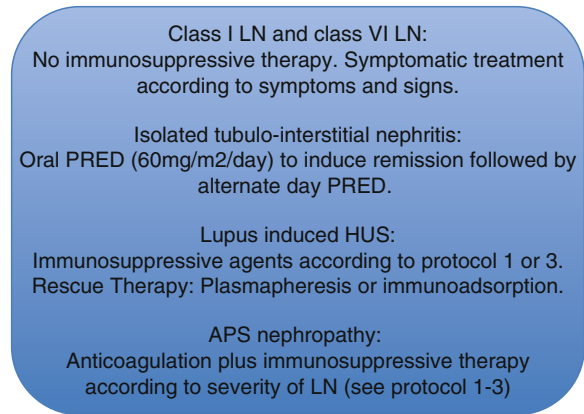 Class I LN and class VI LN:
No immunosuppressive therapy. Symptomatic treatment
according to symptoms and signs.
Isolated tubulo-interstitial nephritis:
Oral PRED (60mg/m2/day) to induce remission followed by
alternate day PRED.
Lupus induced HUS:
Immunosuppressive agents according to protocol 1 or 3.
Rescue Therapy: Plasmapheresis or immunoadsorption.
APS nephropathy:
Anticoagulation plus immunosuppressive therapy
according to severity of LN (see protocol 1-3)